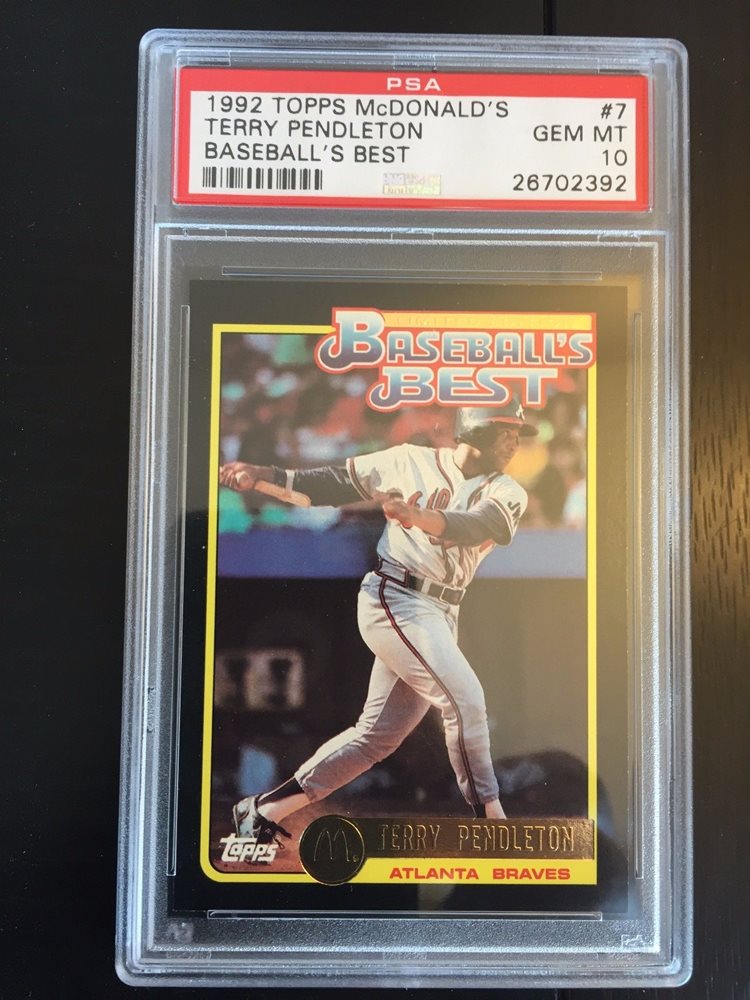 PSA
1992 TOPPS McDONALD'S #7
TERRY PENDLETON GEM MT
BASEBALL'S BEST 10
26702392
BASEBALL'S
BEST
A
topps
M
TERRY PENDLETON
ATLANTA BRAVES